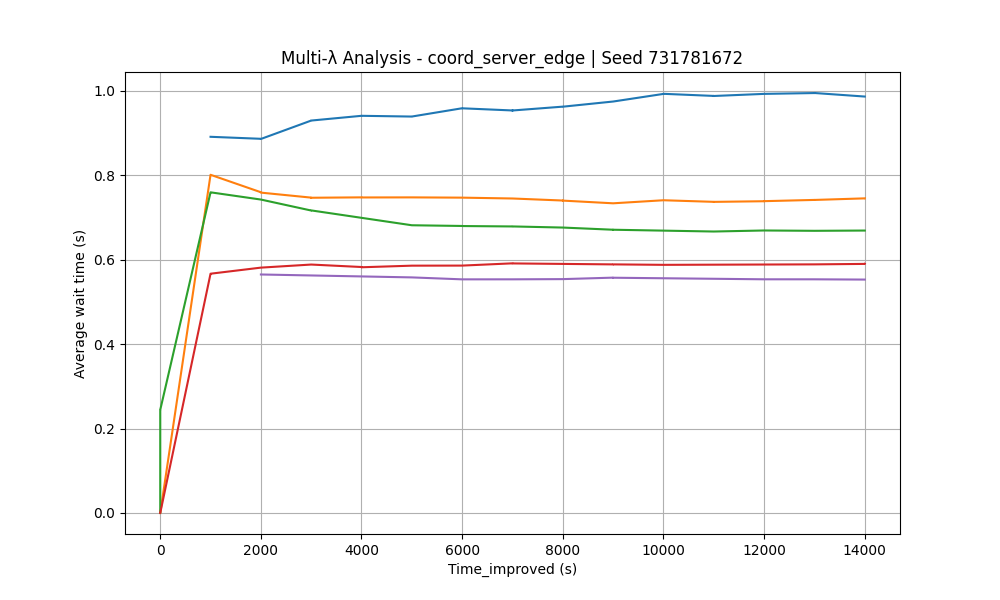 Multi-λ Analysis - coord_server_edge | Seed 731781672
Average wait time (s)
1.0
0.8
0.6
0.4
0.2
0.0
0 2000 4000 6000 8000 10000 12000 14000
Time_improved (s)